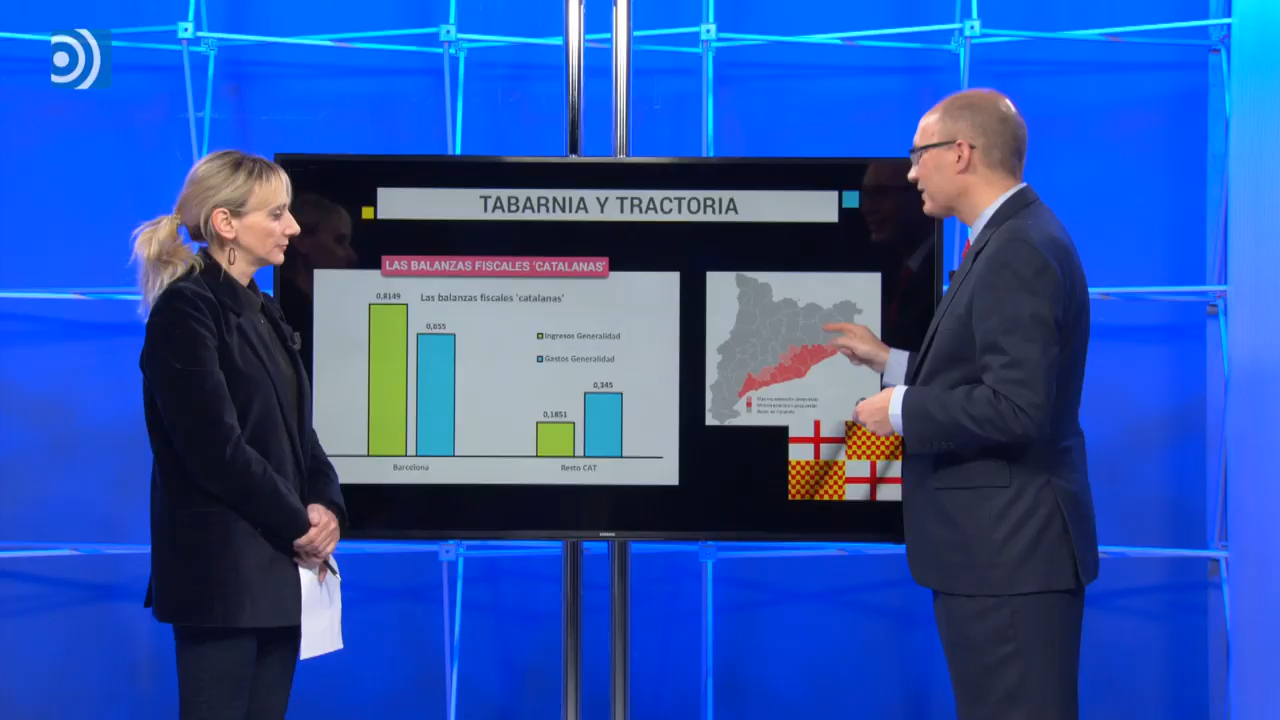 TABARNIA Y TRACTORIA
LAS BALANZAS FISCALES 'CATALANAS'
Las balanzas fiscales 'catalanas'
0,8149
0,655
Ingresos Generalidad
Gastos Generalidad
0,345
0,1851
Barcelona
Resto CAT
SAMSUNG